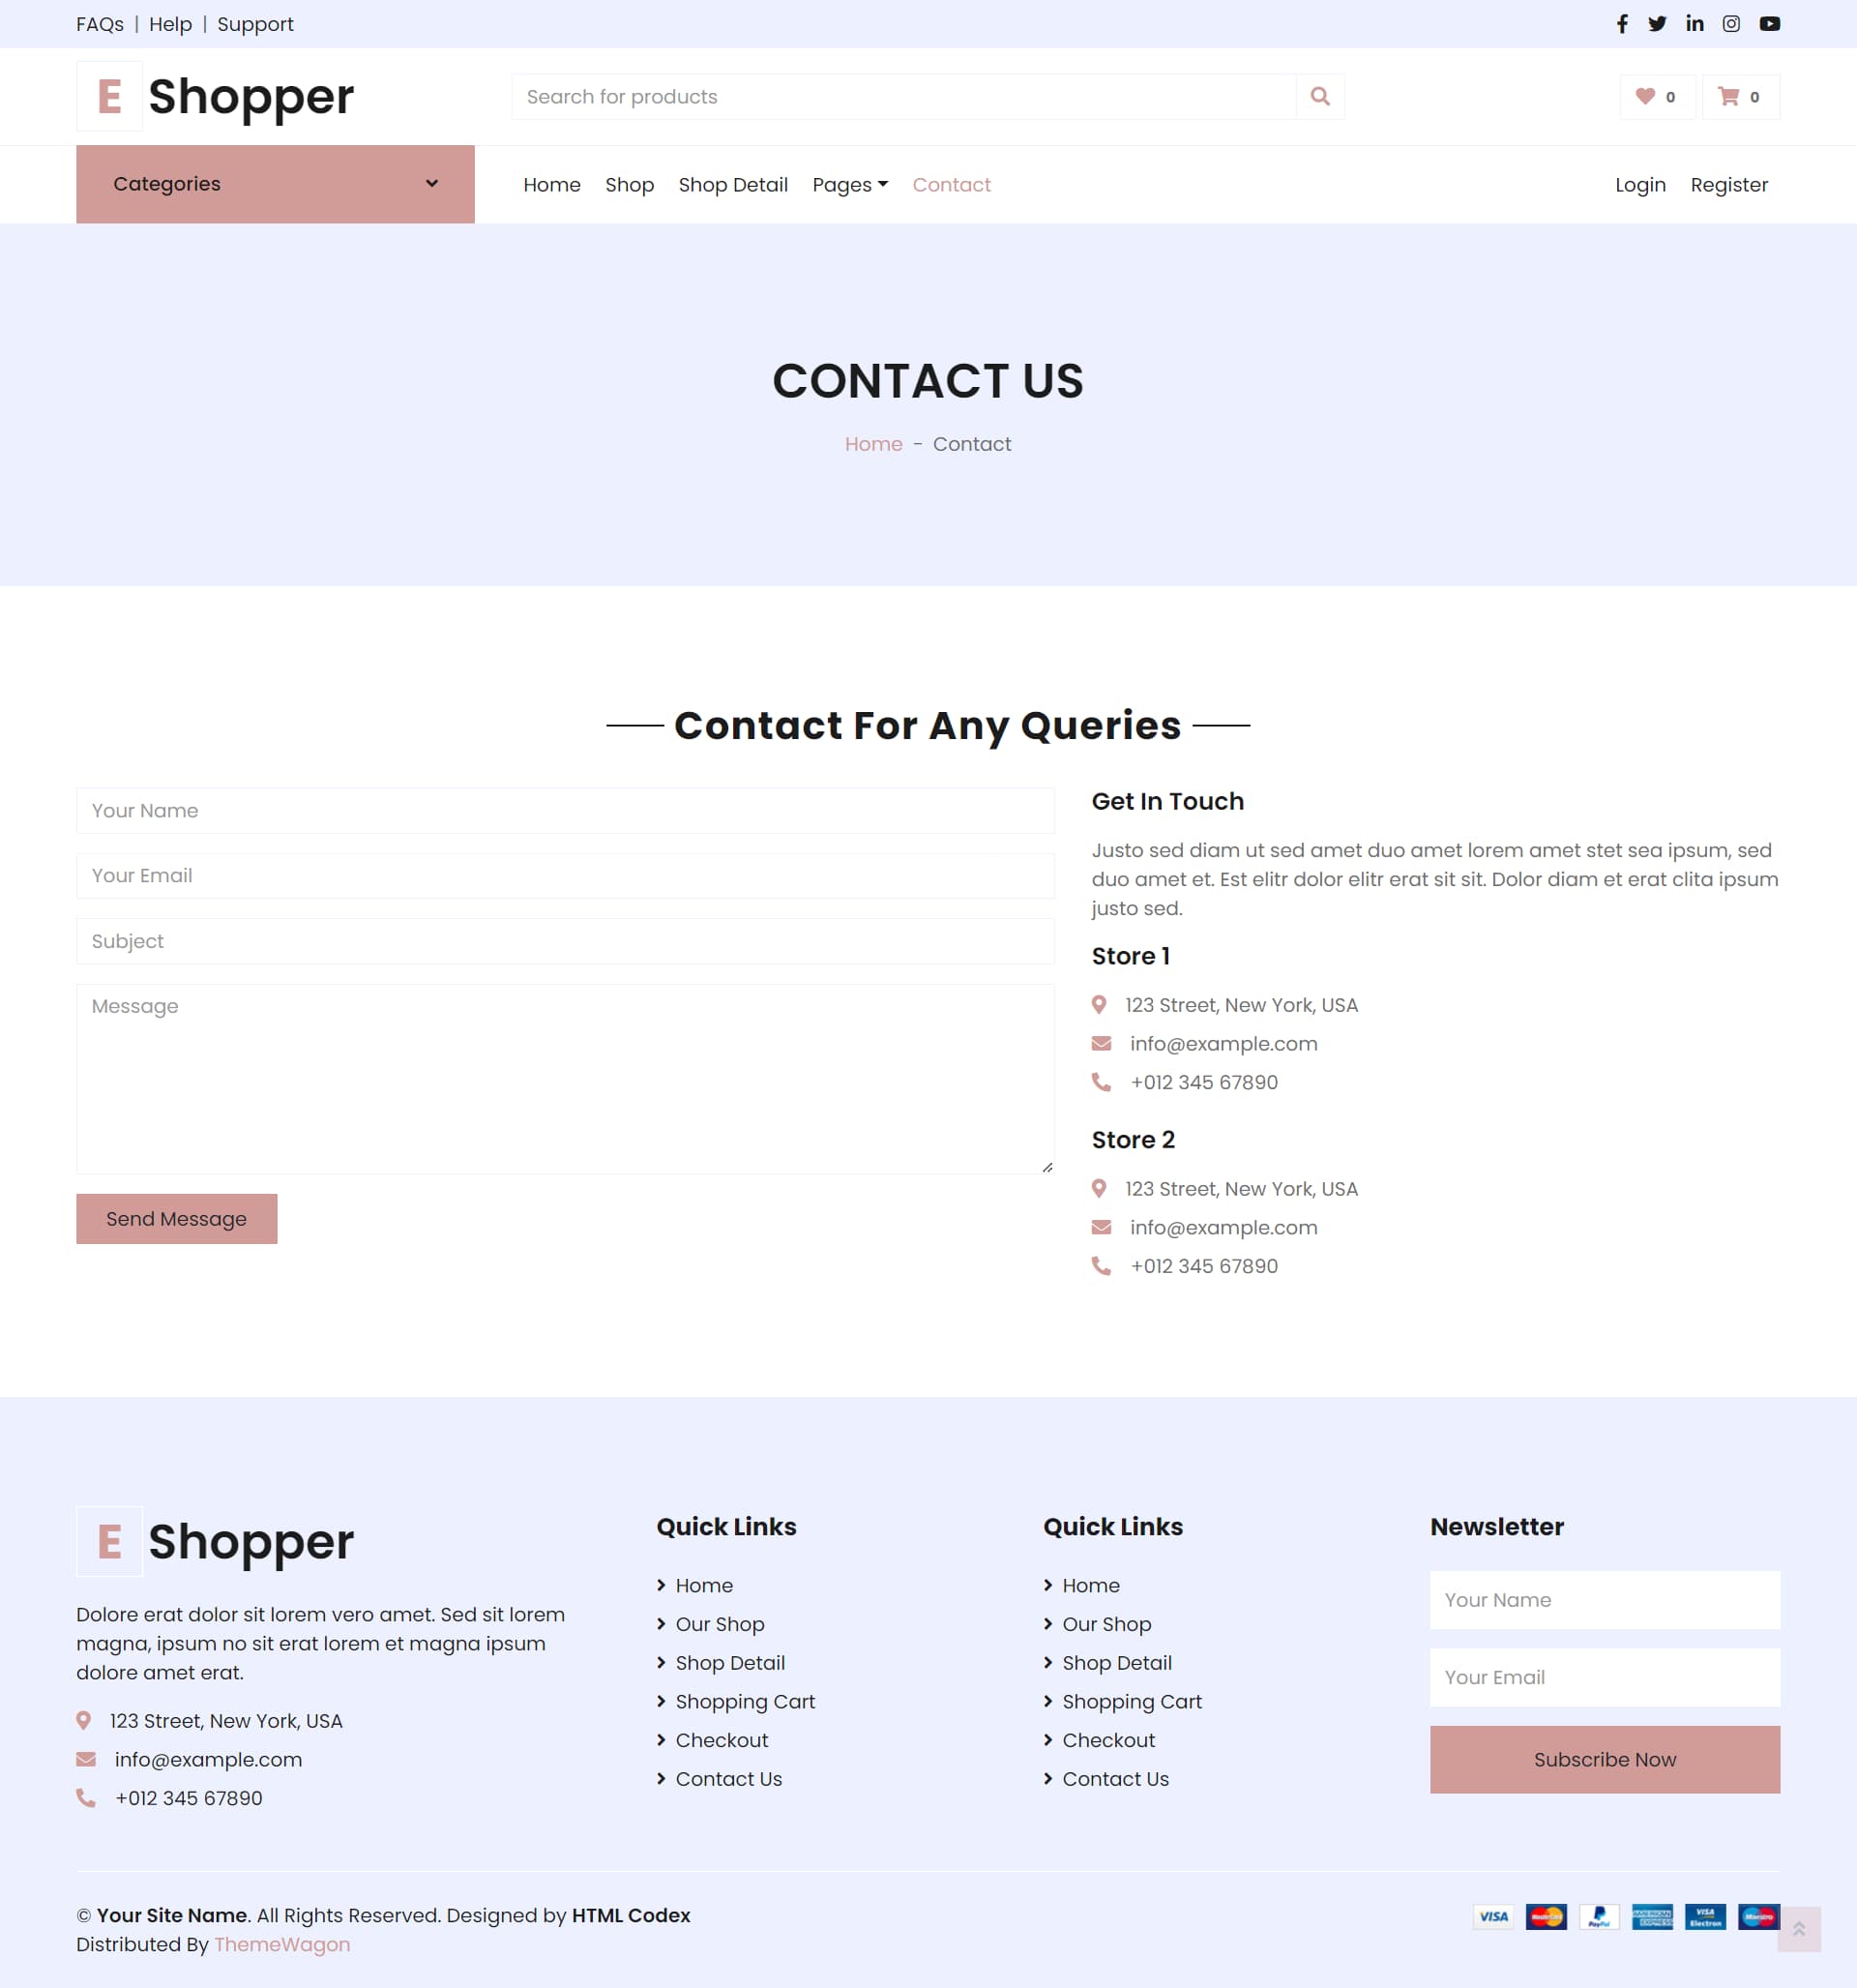 FAQs | Help | Support
E Shopper
Search for products
0
0
Categories
Home Shop Shop Detail Pages Contact
Login Register
CONTACT US
Home - Contact
Contact For Any Queries
Your Name
Your Email
Subject
Message
Send Message
Get In Touch
Justo sed diam ut sed amet duo amet lorem amet stet sea ipsum, sed
duo amet et. Est elitr dolor elitr erat sit sit. Dolor diam et erat clita ipsum
justo sed.
Store 1
123 Street, New York, USA
info@example.com
+012 345 67890
Store 2
123 Street, New York, USA
info@example.com
+012 345 67890
E Shopper
Dolore erat dolor sit lorem vero amet. Sed sit lorem
magna, ipsum no sit erat lorem et magna ipsum
dolore amet erat.
123 Street, New York, USA
info@example.com
+012 345 67890
Quick Links
Home
Our Shop
Shop Detail
Shopping Cart
Checkout
Contact Us
Quick Links
Home
Our Shop
Shop Detail
Shopping Cart
Checkout
Contact Us
Newsletter
Your Name
Your Email
Subscribe Now
© Your Site Name. All Rights Reserved. Designed by HTML Codex
Distributed By ThemeWagon
VISA
MasterCard
PayPal
AMERICAN EXPRESS
VISA Electron
Maestro